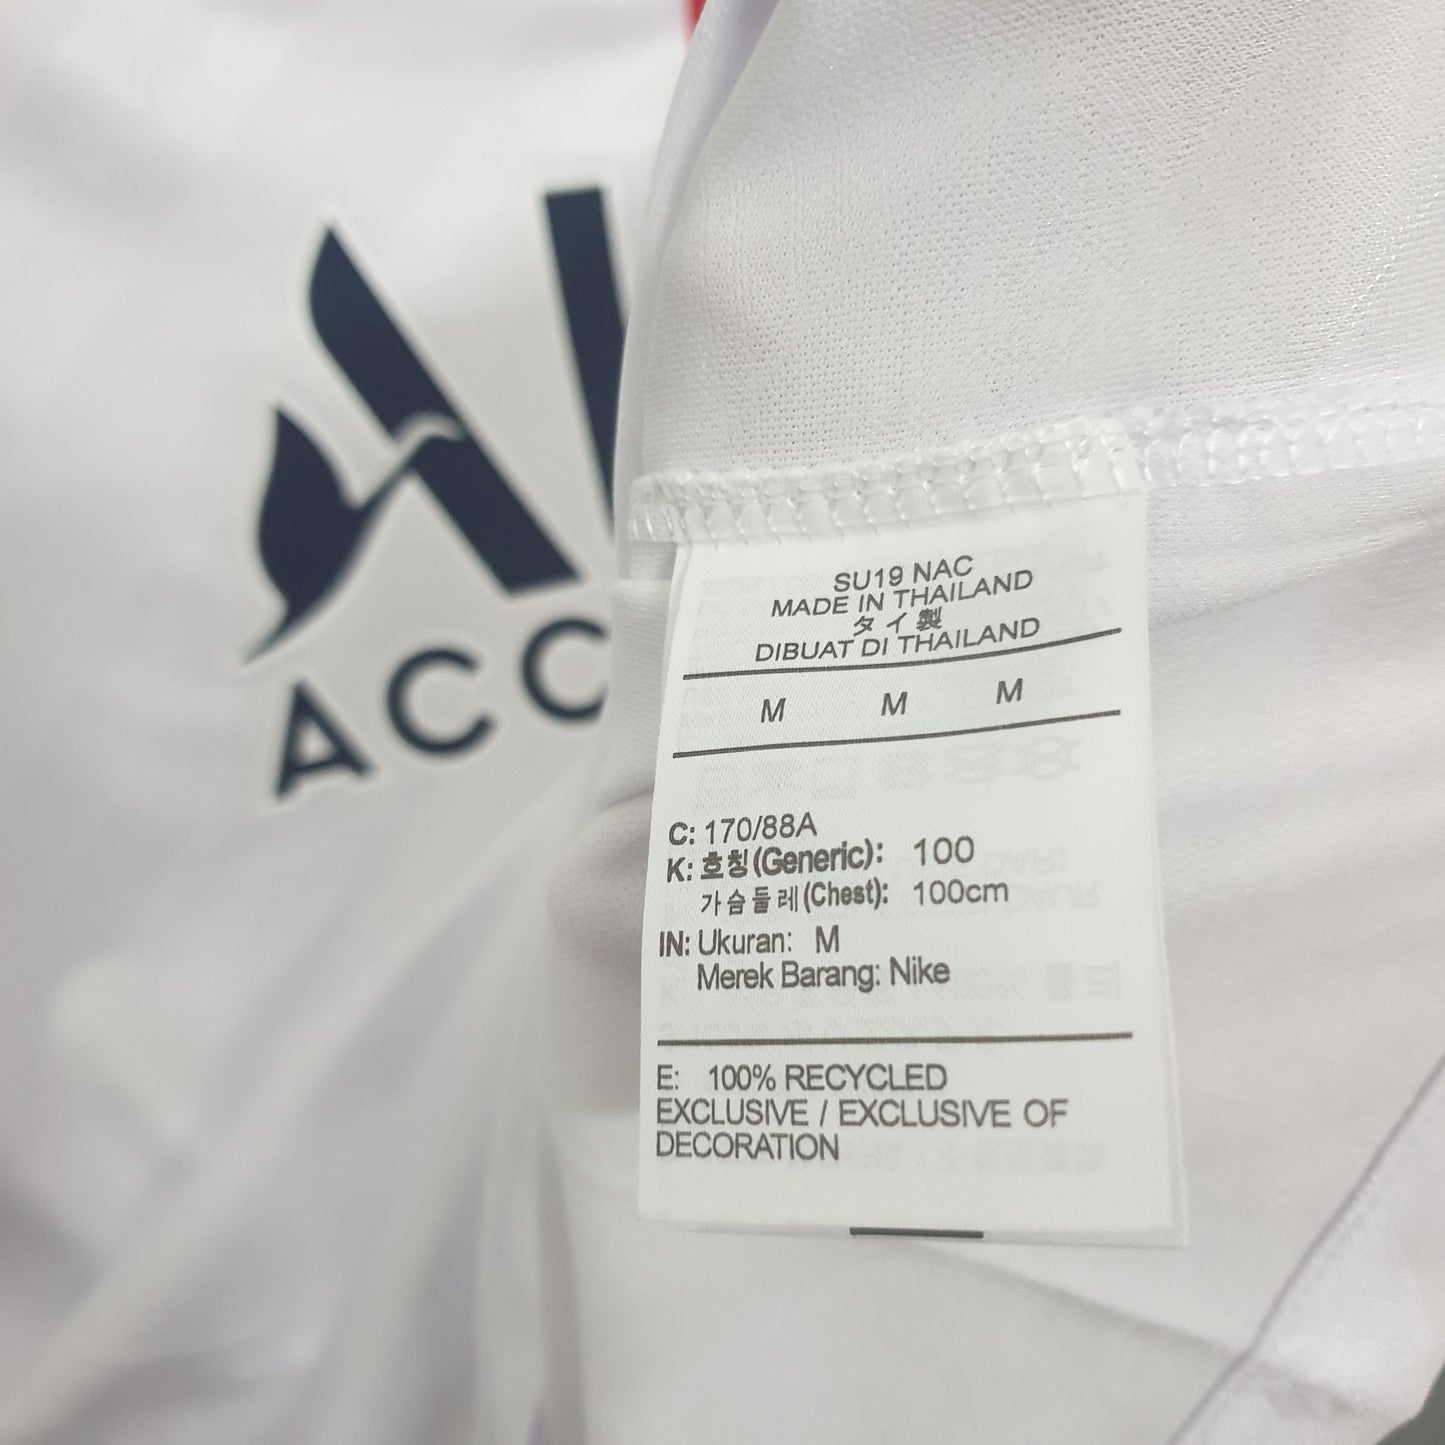 ACC
SU19 NAC
MADE IN THAILAND
タイ製
DIBUAT DI THAILAND
M M M
C: 170/88A
K: 호칭(Generic): 100
가슴둘레(Chest): 100cm
IN: Ukuran: M
Merek Barang: Nike
E: 100% RECYCLED
EXCLUSIVE / EXCLUSIVE OF
DECORATION